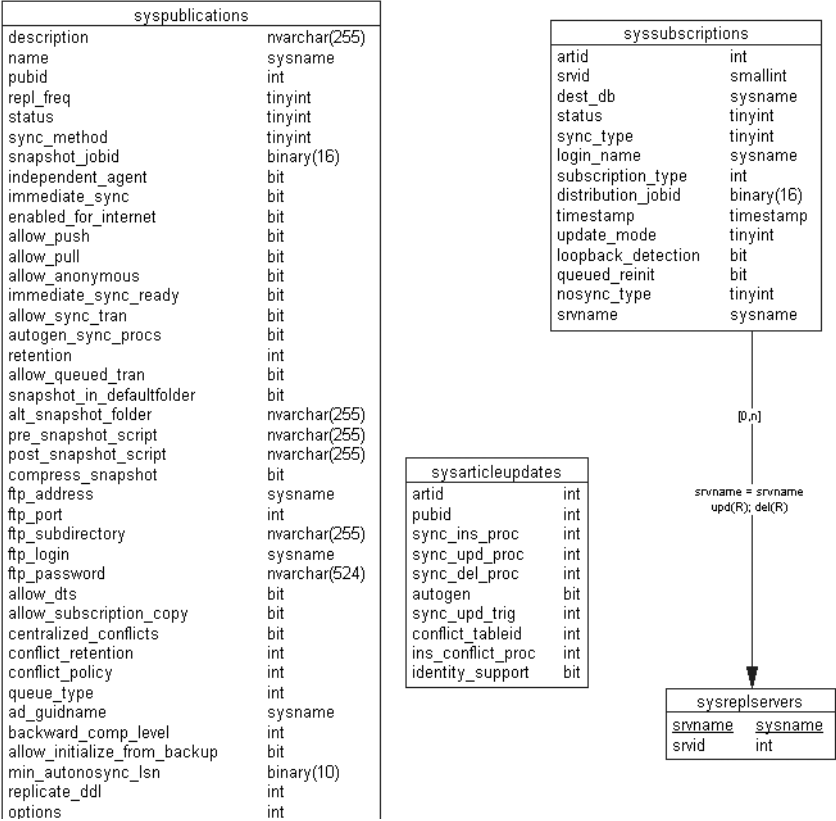 syspublications
description nvarchar(255)
name sysname
pubid int
repl_freq tinyint
status tinyint
sync_method tinyint
snapshot_jobid binary(16)
independent_agent bit
immediate_sync bit
enabled_for_internet bit
allow_push bit
allow_pull bit
allow_anonymous bit
immediate_sync_ready bit
allow_sync_tran bit
autogen_sync_procs bit
retention int
allow_queued_tran bit
snapshot_in_defaultfolder bit
alt_snapshot_folder nvarchar(255)
pre_snapshot_script nvarchar(255)
post_snapshot_script nvarchar(255)
compress_snapshot bit
ftp_address sysname
ftp_port int
ftp_subdirectory nvarchar(255)
ftp_login sysname
ftp_password nvarchar(524)
allow_dts bit
allow_subscription_copy bit
centralized_conflicts bit
conflict_retention int
conflict_policy int
queue_type int
ad_guidname sysname
backward_comp_level int
allow_initialize_from_backup bit
min_autonosync_lsn binary(10)
replicate_ddl int
options int
syssubscriptions
artid int
srvid smallint
dest_db sysname
status tinyint
sync_type tinyint
login_name sysname
subscription_type int
distribution_jobid binary(16)
timestamp timestamp
update_mode tinyint
loopback_detection bit
queued_reinit bit
nosync_type tinyint
srvname sysname
[0,n]
srvname = srvname
upd(R); del(R)
sysarticleupdates
artid int
pubid int
sync_ins_proc int
sync_upd_proc int
sync_del_proc int
autogen bit
sync_upd_trig int
conflict_tableid int
ins_conflict_proc int
identity_support bit
sysreplservers
srvname sysname
srvid int